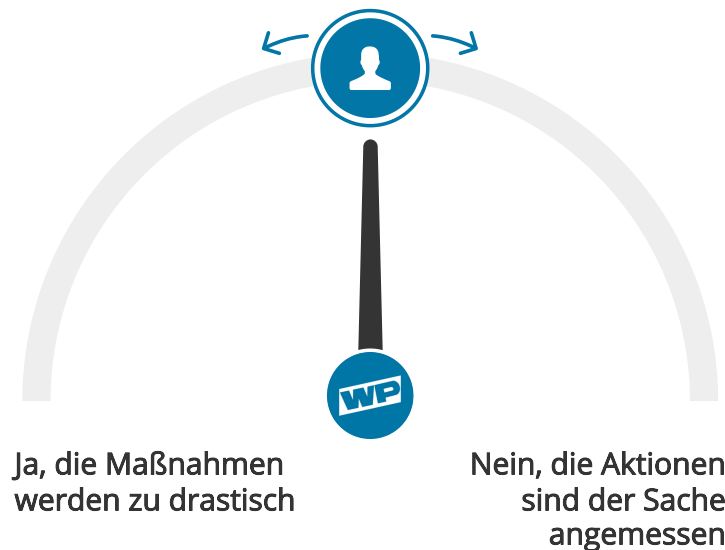 WP
Ja, die Maßnahmen
werden zu drastisch
Nein, die Aktionen
sind der Sache
angemessen